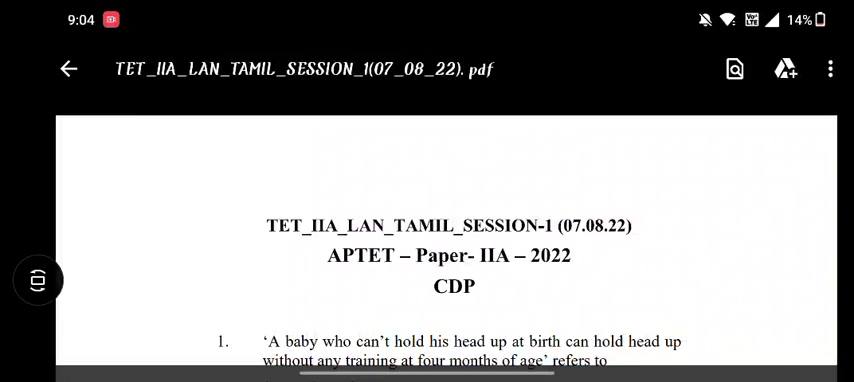 9:04
Vo LTE 14%
TET_IIA_LAN_TAMIL_SESSION_1(07_08_22).pdf
TET_IIA_LAN_TAMIL_SESSION-1 (07.08.22)
APTET – Paper- IIA – 2022
CDP
1. ‘A baby who can’t hold his head up at birth can hold head up
without any training at four months of age’ refers to